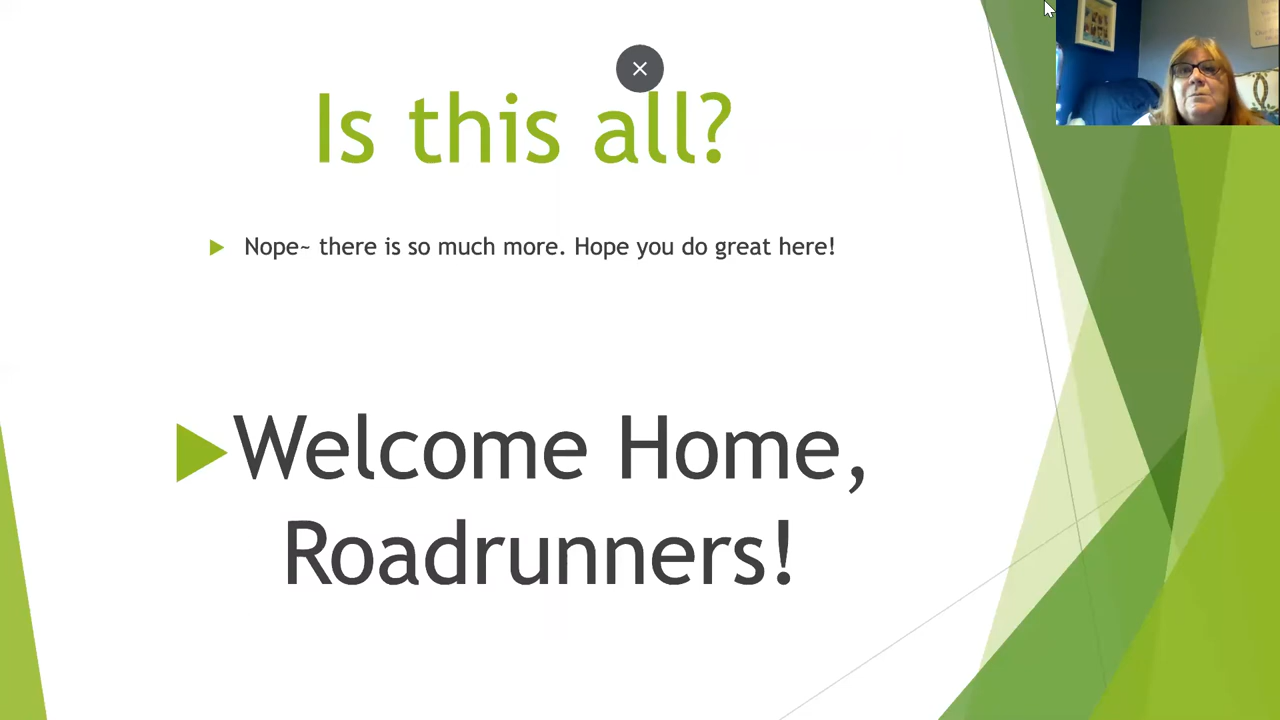 Is this all?
Nope~ there is so much more. Hope you do great here!
Welcome Home,
Roadrunners!